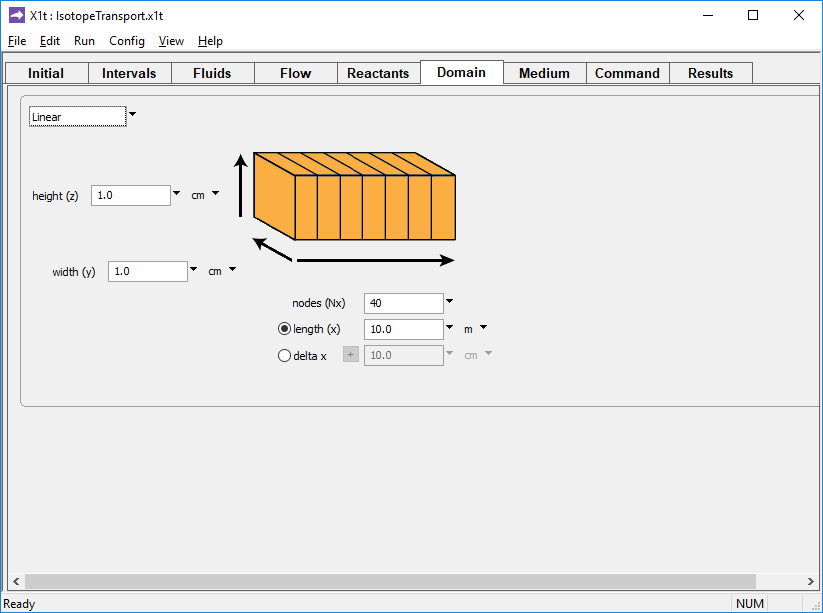 X1t : IsotopeTransport.x1t
File Edit Run Config View Help
Initial Intervals Fluids Flow Reactants Domain Medium Command Results
Linear
height (z) 1.0 cm
width (y) 1.0 cm
nodes (Nx) 40
length (x) 10.0 m
delta x + 10.0 cm
Ready NUM